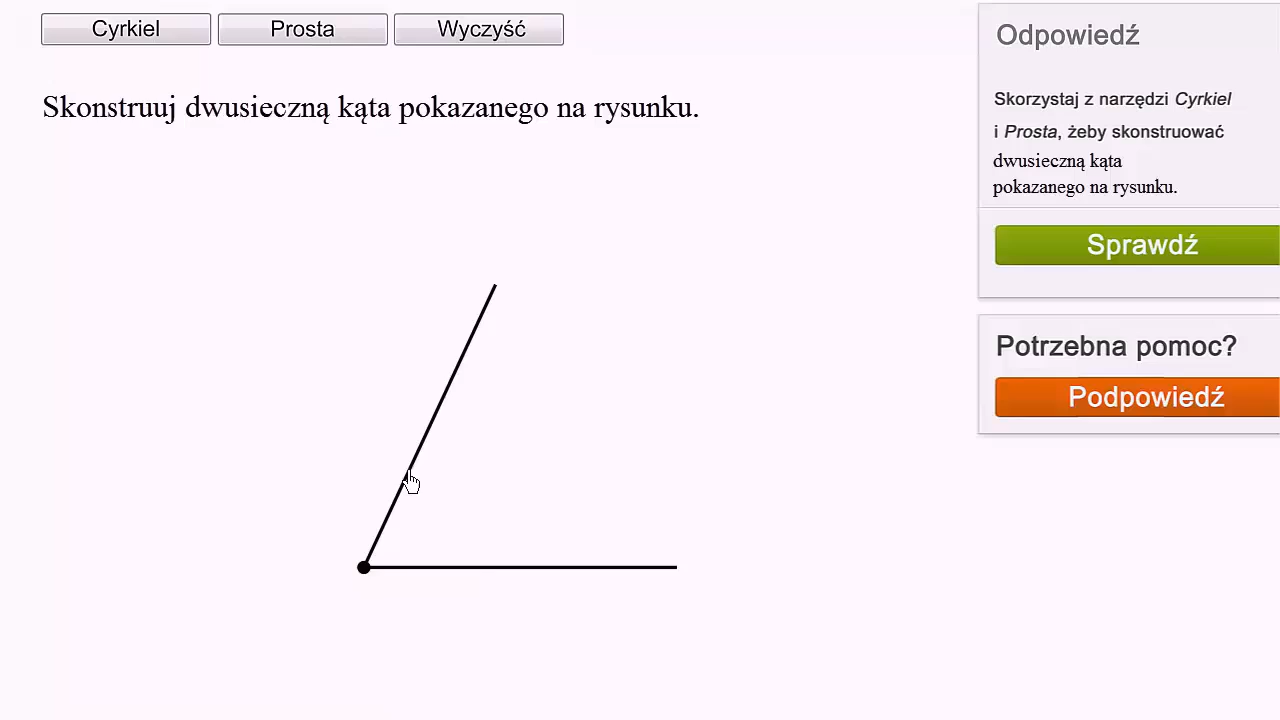 Cyrkiel Prosta Wyczyść
Skonstruuj dwusieczną kąta pokazanego na rysunku.
Odpowiedź
Skorzystaj z narzędzi Cyrkiel
i Prosta, żeby skonstruować
dwusieczną kąta
pokazanego na rysunku.
Sprawdź
Potrzebna pomoc?
Podpowiedź